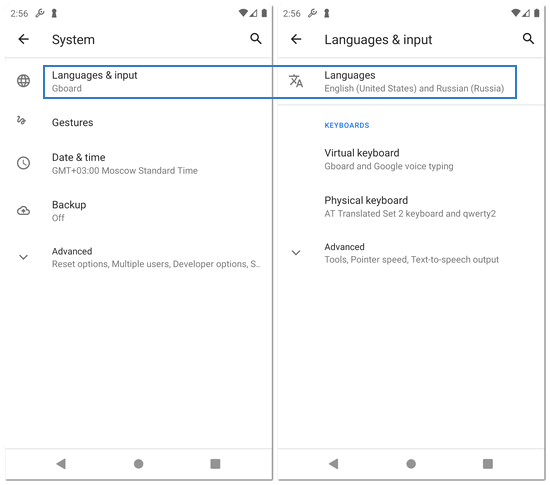 2:56
System
Languages & input
Gboard
Gestures
Date & time
GMT+03:00 Moscow Standard Time
Backup
Off
Advanced
Reset options, Multiple users, Developer options, S..
2:56
Languages & input
Languages
English (United States) and Russian (Russia)
KEYBOARDS
Virtual keyboard
Gboard and Google voice typing
Physical keyboard
AT Translated Set 2 keyboard and qwerty2
Advanced
Tools, Pointer speed, Text-to-speech output